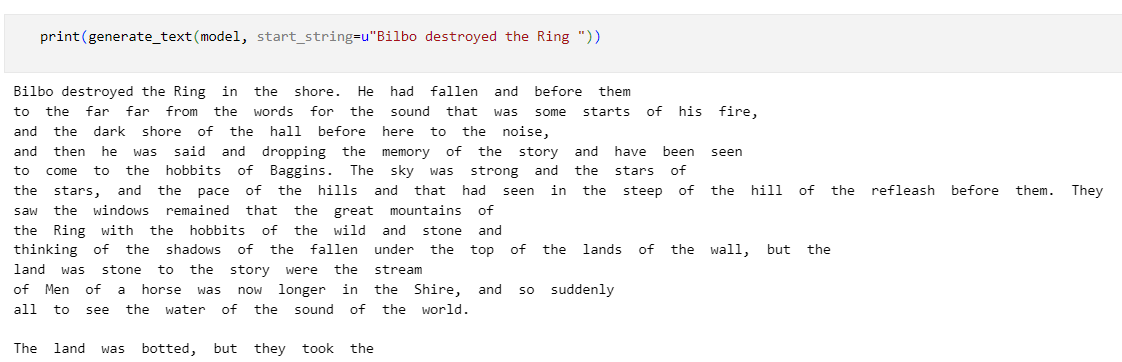 print(generate_text(model, start_string=u"Bilbo destroyed the Ring "))
Bilbo destroyed the Ring in the shore. He had fallen and before them
to the far far from the words for the sound that was some starts of his fire,
and the dark shore of the hall before here to the noise,
and then he was said and dropping the memory of the story and have been seen
to come to the hobbits of Baggins. The sky was strong and the stars of
the stars, and the pace of the hills and that had seen in the steep of the hill of the refleash before them. They
saw the windows remained that the great mountains of
the Ring with the hobbits of the wild and stone and
thinking of the shadows of the fallen under the top of the lands of the wall, but the
land was stone to the story were the stream
of Men of a horse was now longer in the Shire, and so suddenly
all to see the water of the sound of the world.
The land was botted, but they took the